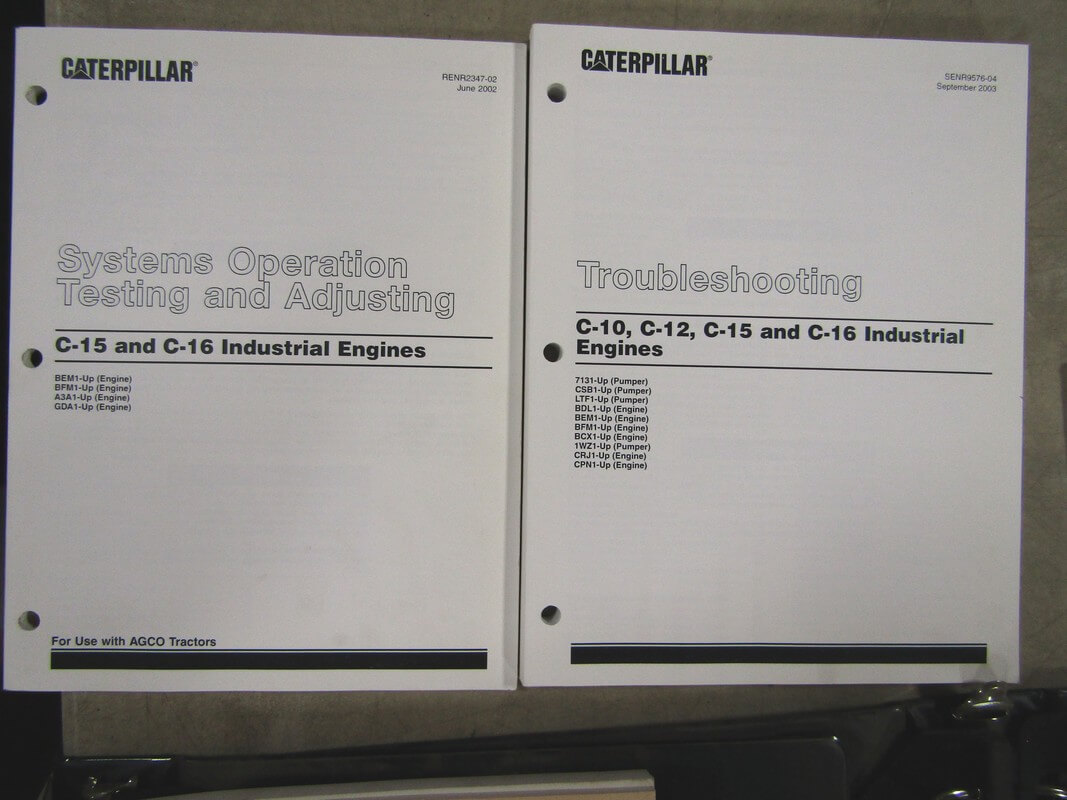 CATERPILLAR®
RENR2347-02
June 2002
Systems Operation
Testing and Adjusting
C-15 and C-16 Industrial Engines
BEM1-Up (Engine)
BFM1-Up (Engine)
A3A1-Up (Engine)
GDA1-Up (Engine)
For Use with AGCO Tractors
CATERPILLAR®
SENR9576-04
September 2003
Troubleshooting
C-10, C-12, C-15 and C-16 Industrial
Engines
7131-Up (Pumper)
CSB1-Up (Pumper)
LTF1-Up (Pumper)
BDL1-Up (Engine)
BEM1-Up (Engine)
BFM1-Up (Engine)
BCX1-Up (Engine)
1WZ1-Up (Pumper)
CRJ1-Up (Engine)
CPN1-Up (Engine)